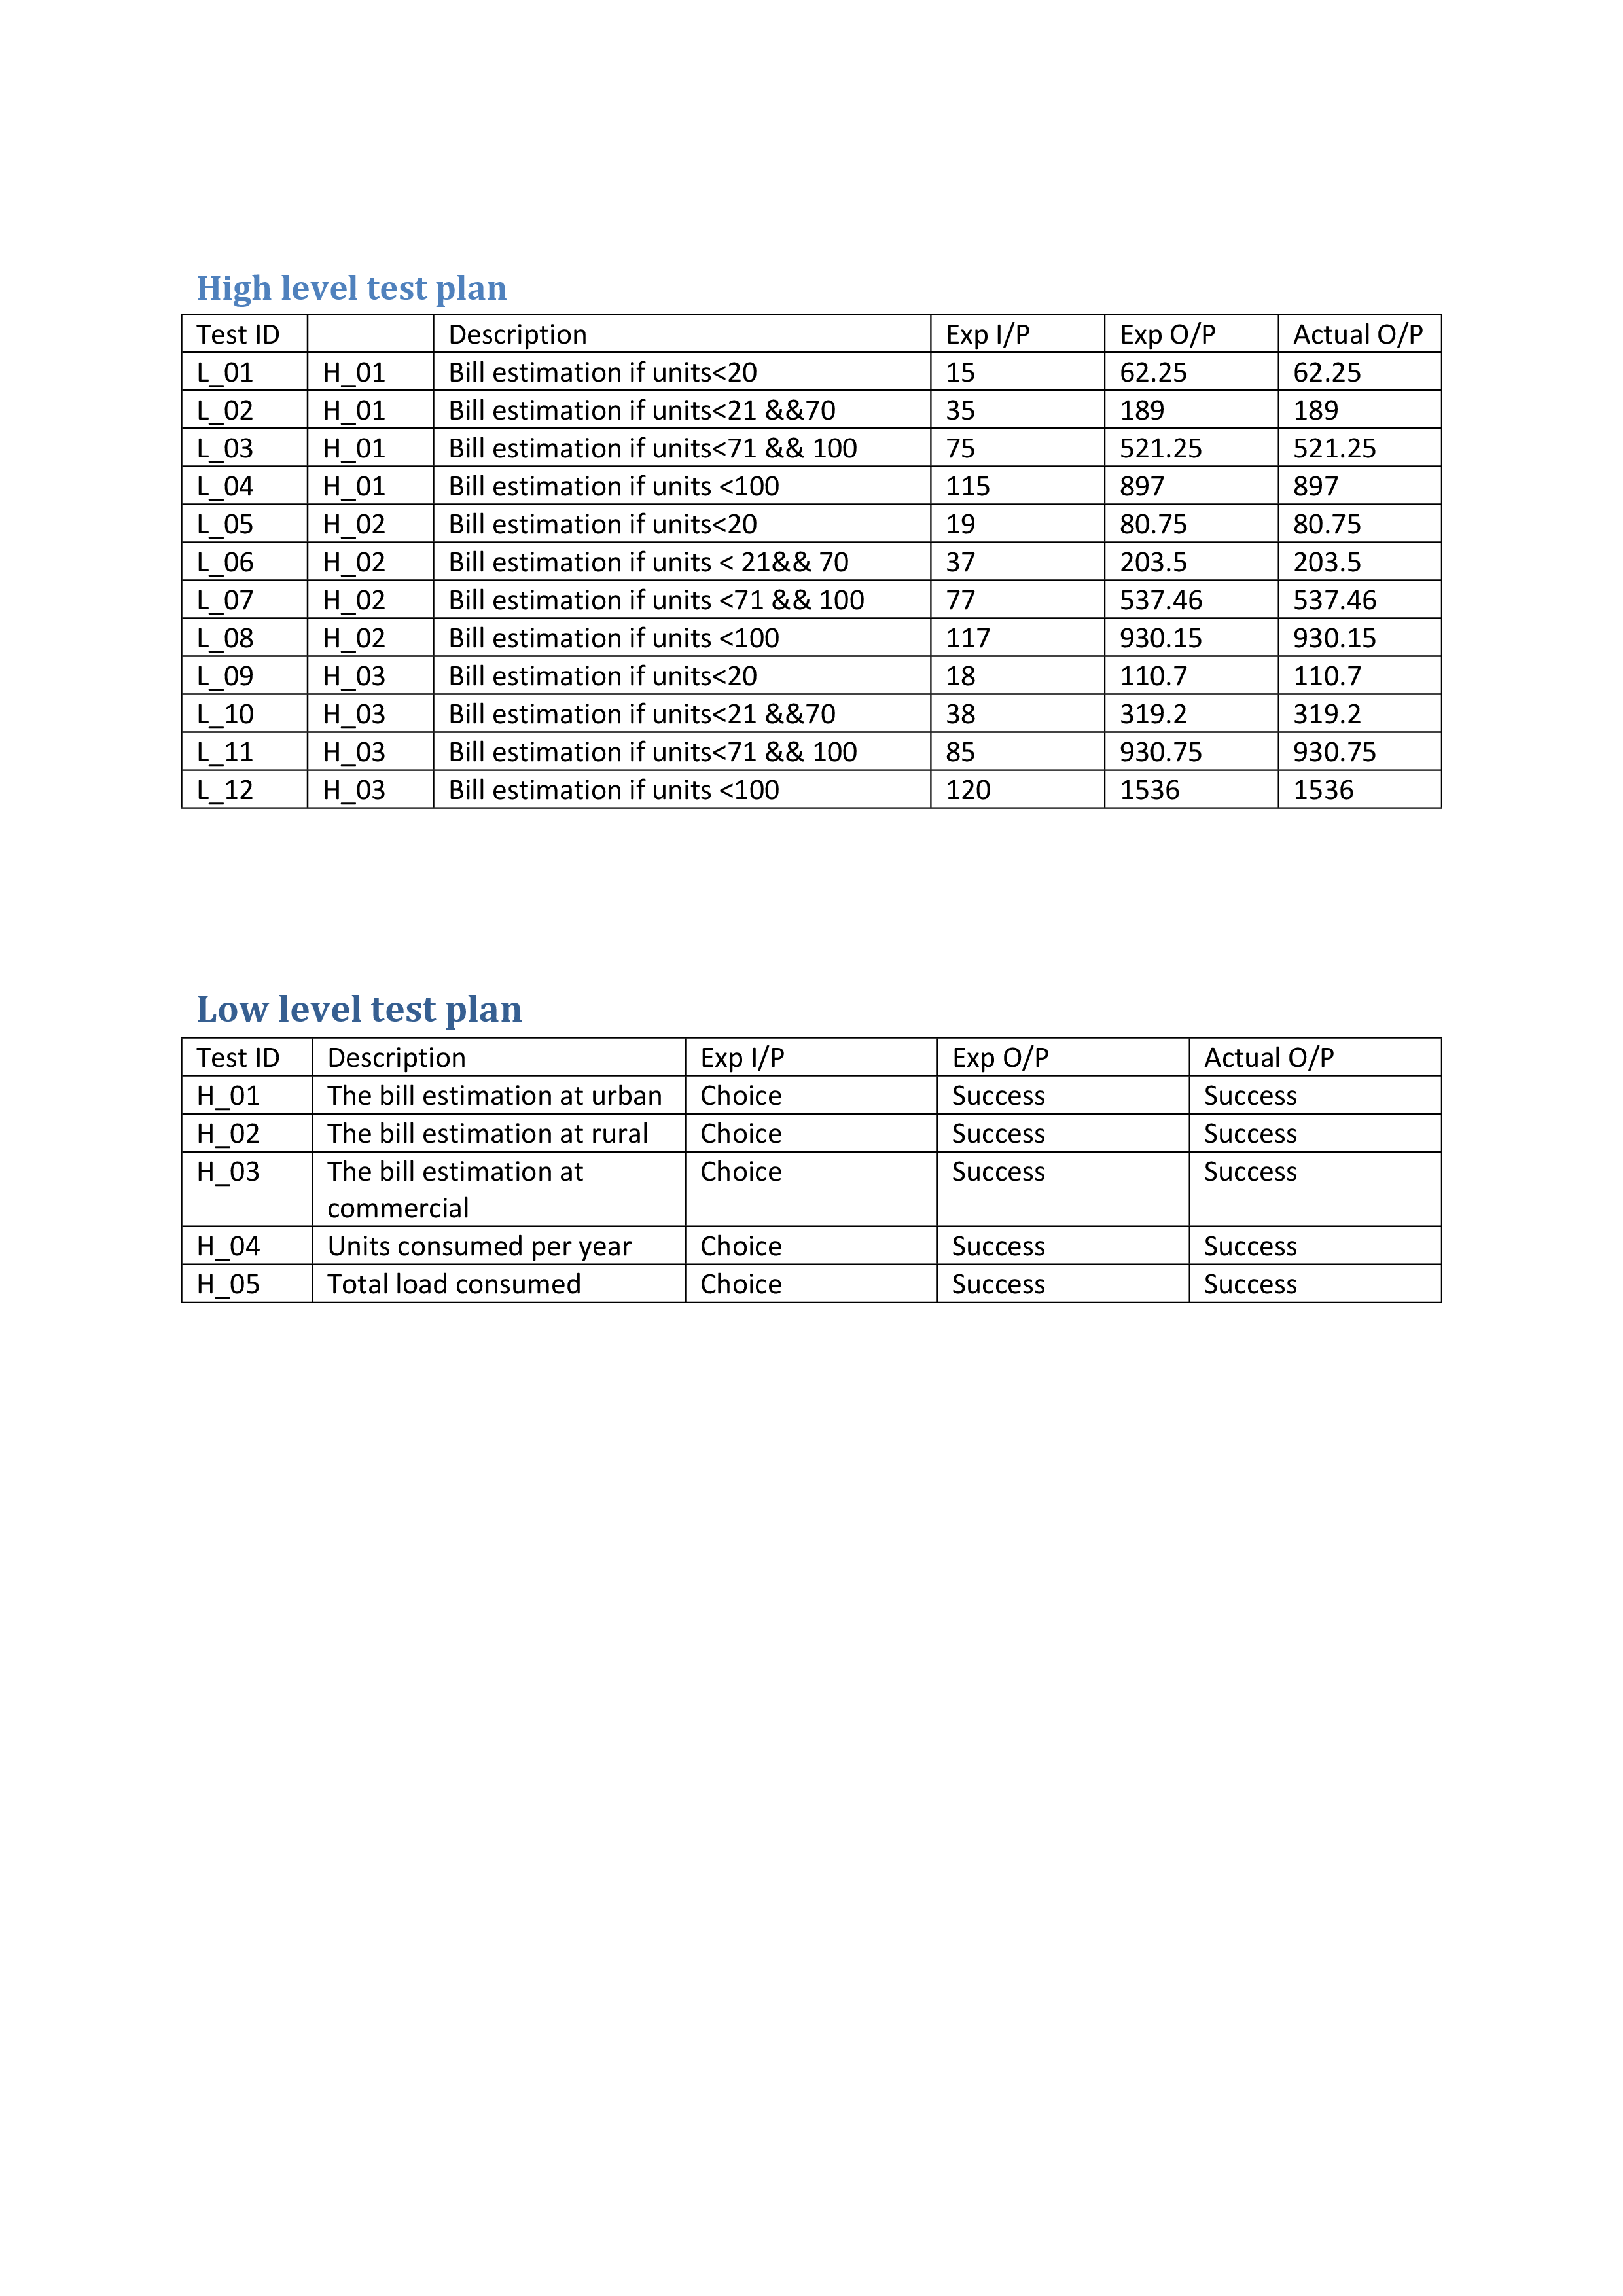 High level test plan
Test ID Description Exp I/P Exp O/P Actual O/P
L_01 H_01 Bill estimation if units<20 15 62.25 62.25
L_02 H_01 Bill estimation if units<21 &&70 35 189 189
L_03 H_01 Bill estimation if units<71 && 100 75 521.25 521.25
L_04 H_01 Bill estimation if units <100 115 897 897
L_05 H_02 Bill estimation if units<20 19 80.75 80.75
L_06 H_02 Bill estimation if units < 21&& 70 37 203.5 203.5
L_07 H_02 Bill estimation if units <71 && 100 77 537.46 537.46
L_08 H_02 Bill estimation if units <100 117 930.15 930.15
L_09 H_03 Bill estimation if units<20 18 110.7 110.7
L_10 H_03 Bill estimation if units<21 &&70 38 319.2 319.2
L_11 H_03 Bill estimation if units<71 && 100 85 930.75 930.75
L_12 H_03 Bill estimation if units <100 120 1536 1536
Low level test plan
Test ID Description Exp I/P Exp O/P Actual O/P
H_01 The bill estimation at urban Choice Success Success
H_02 The bill estimation at rural Choice Success Success
H_03 The bill estimation at Choice Success Success
commercial
H_04 Units consumed per year Choice Success Success
H_05 Total load consumed Choice Success Success